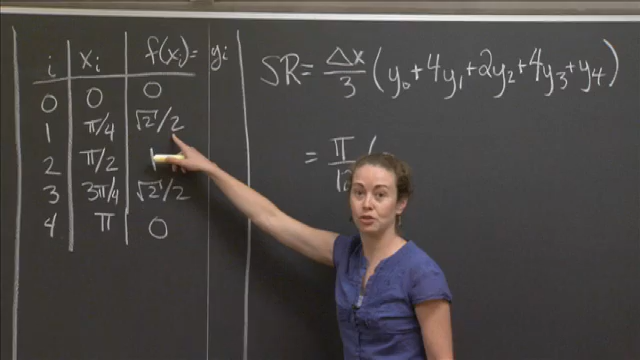 i xᵢ f(xᵢ)= yᵢ
0 0 0
1 π/4 √2/2
2 π/2 1
3 3π/4 √2/2
4 π 0
SR= Δx/3 (y₀+4y₁+2y₂+4y₃+y₄)
= π/12 (